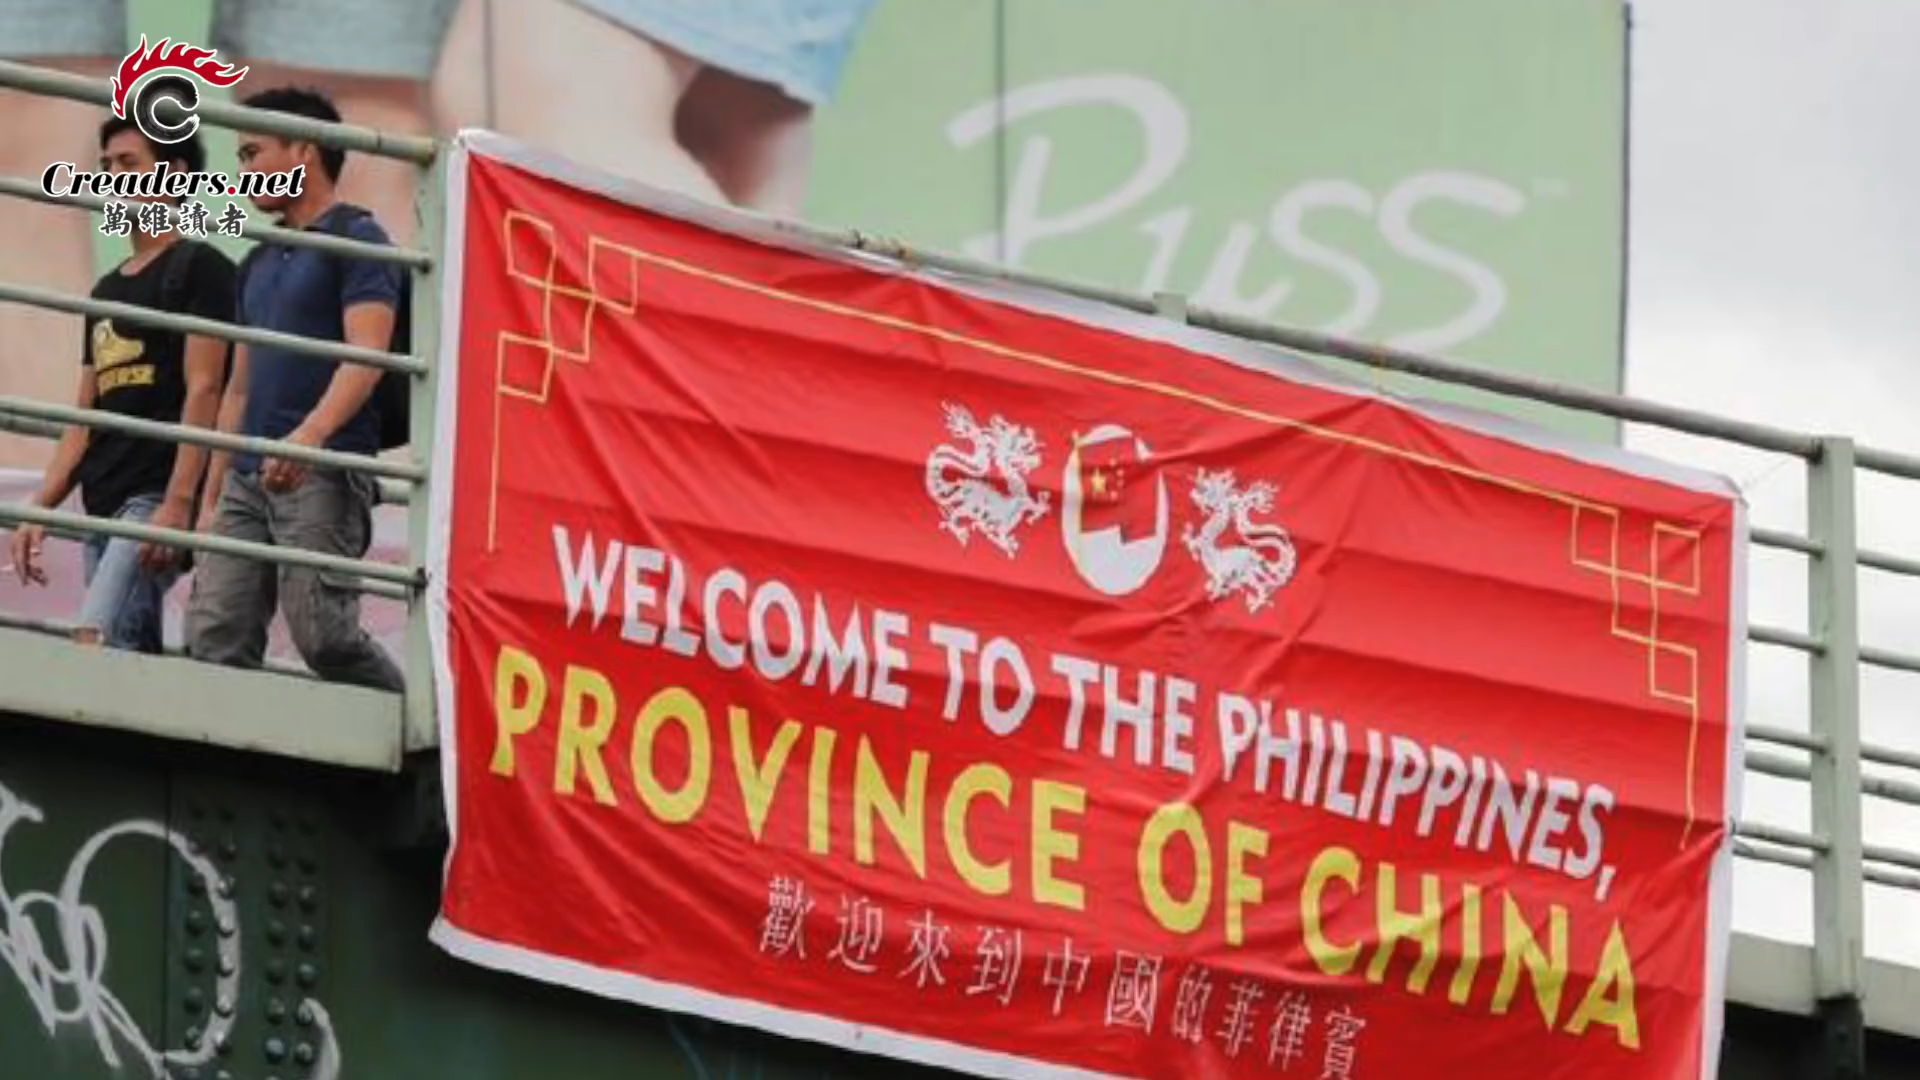 Creaders.net
萬維讀者
Puss
WELCOME TO THE PHILIPPINES,
PROVINCE OF CHINA
歡迎來到中國的菲律賓